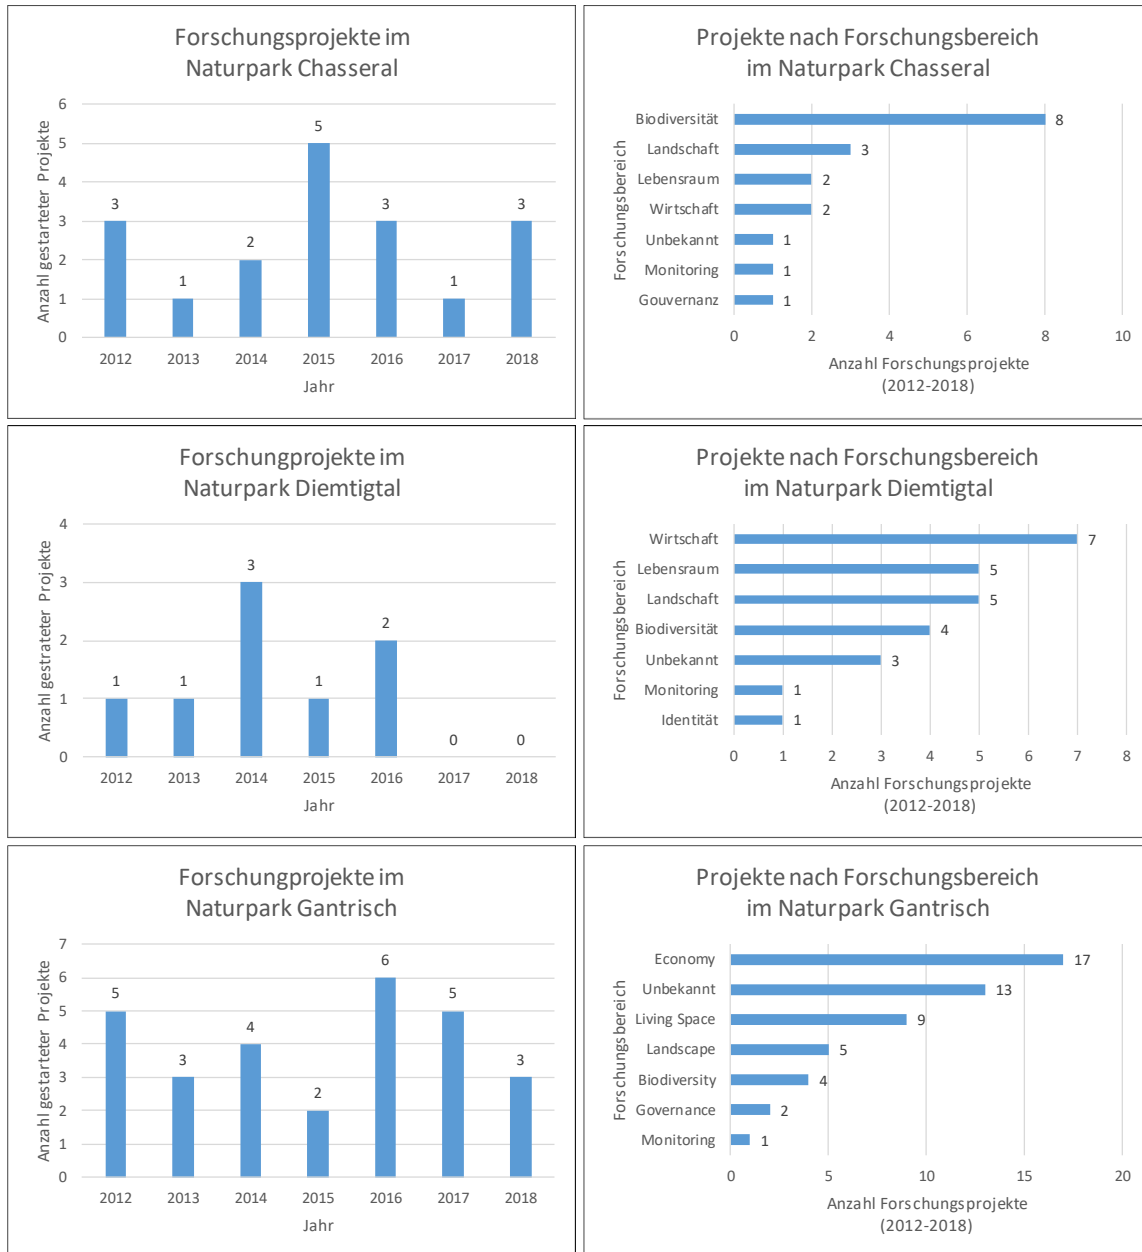 Forschungsprojekte im
Naturpark Chasseral
Anzahl gestarteter Projekte
6
5
4
3
2
1
0
3
1
2
5
3
1
3
2012 2013 2014 2015 2016 2017 2018
Jahr
Projekte nach Forschungsbereich
im Naturpark Chasseral
Forschungsbereich
Biodiversität 8
Landschaft 3
Lebensraum 2
Wirtschaft 2
Unbekannt 1
Monitoring 1
Gouvernanz 1
0 2 4 6 8 10
Anzahl Forschungsprojekte
(2012-2018)
Forschungprojekte im
Naturpark Diemtigtal
Anzahl gestrateter Projekte
4
3
2
1
0
1
1
3
1
2
0
0
2012 2013 2014 2015 2016 2017 2018
Jahr
Projekte nach Forschungsbereich
im Naturpark Diemtigtal
Forschungsbereich
Wirtschaft 7
Lebensraum 5
Landschaft 5
Biodiversität 4
Unbekannt 3
Monitoring 1
Identität 1
0 1 2 3 4 5 6 7 8
Anzahl Forschungsprojekte
(2012-2018)
Forschungprojekte im
Naturpark Gantrisch
Anzahl gestarteter Projekte
7
6
5
4
3
2
1
0
5
3
4
2
6
5
3
2012 2013 2014 2015 2016 2017 2018
Jahr
Projekte nach Forschungsbereich
im Naturpark Gantrisch
Forschungsbereich
Economy 17
Unbekannt 13
Living Space 9
Landscape 5
Biodiversity 4
Governance 2
Monitoring 1
0 5 10 15 20
Anzahl Forschungsprojekte
(2012-2018)